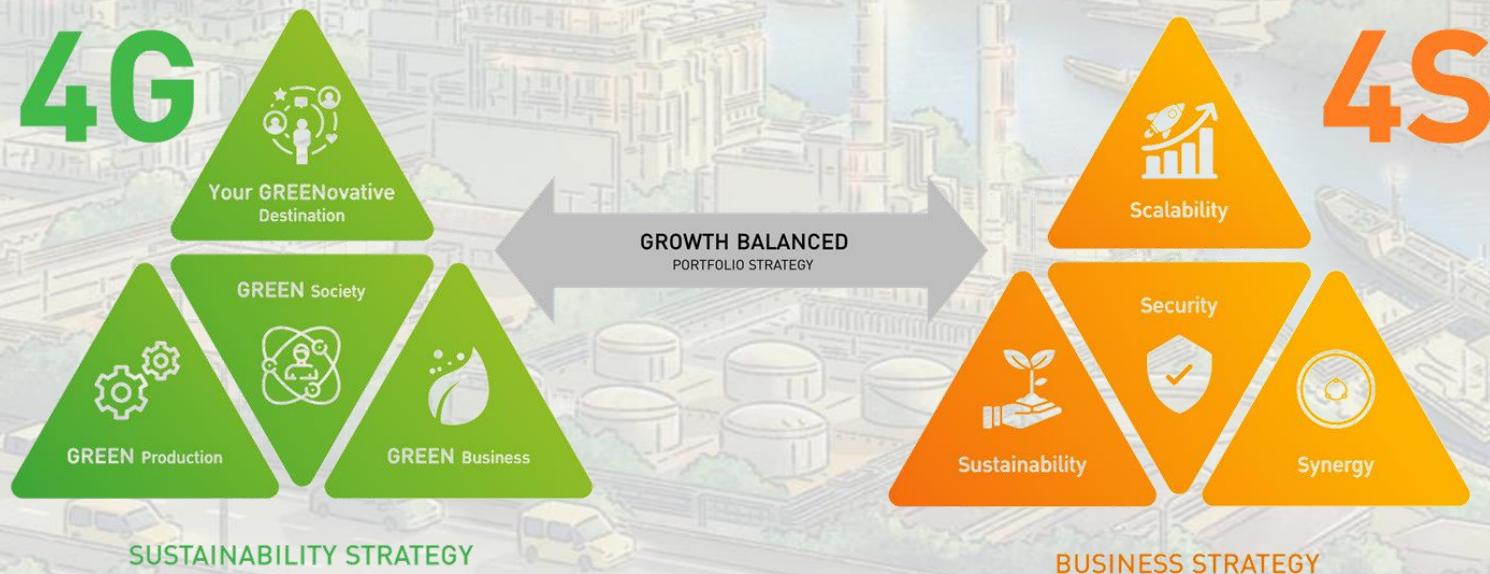 4G
Your GREENovative
Destination
GREEN Society
GREEN Production
GREEN Business
SUSTAINABILITY STRATEGY
GROWTH BALANCED
PORTFOLIO STRATEGY
4S
Scalability
Security
Sustainability
Synergy
BUSINESS STRATEGY